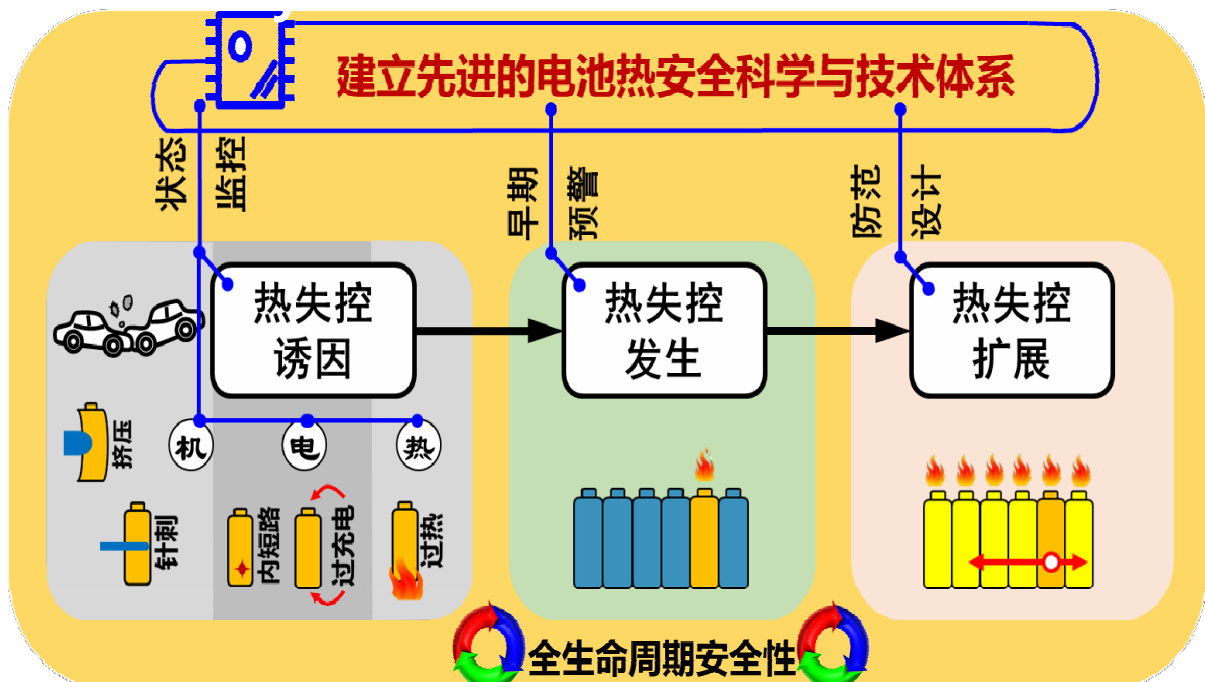 建立先进的电池热安全科学与技术体系
状态
监控
早期
预警
防范
设计
热失控
诱因
热失控
发生
热失控
扩展
挤压
机
电
热
针刺
内短路
过充电
过热
全生命周期安全性